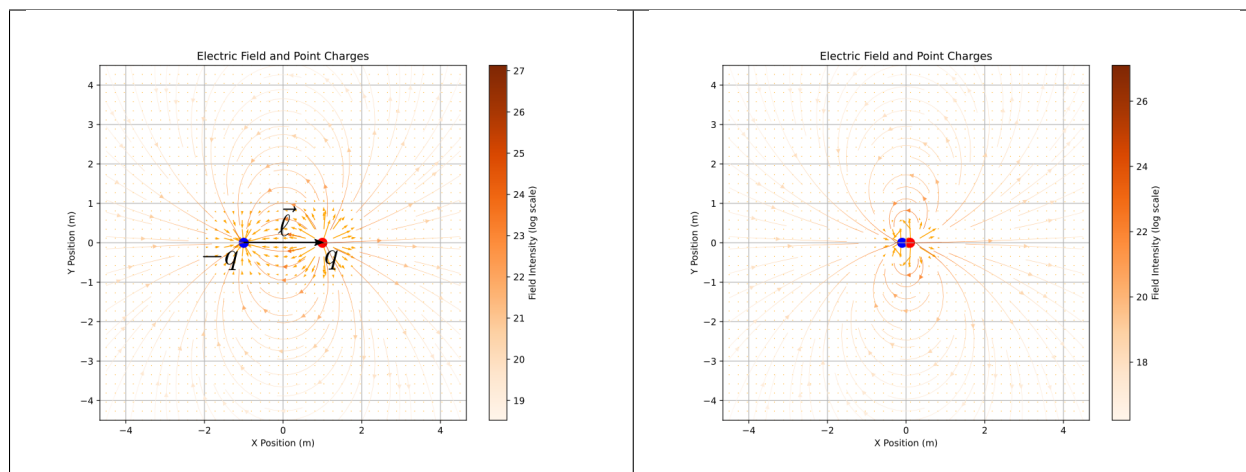 Electric Field and Point Charges
4
3
2
1
0
−1
−2
−3
−4
Y Position (m)
−4 −2 0 2 4
X Position (m)
ℓ⃗
−q
q
27
26
25
24
23
22
21
20
19
Field Intensity (log scale)
Electric Field and Point Charges
4
3
2
1
0
−1
−2
−3
−4
Y Position (m)
−4 −2 0 2 4
X Position (m)
26
24
22
20
18
Field Intensity (log scale)